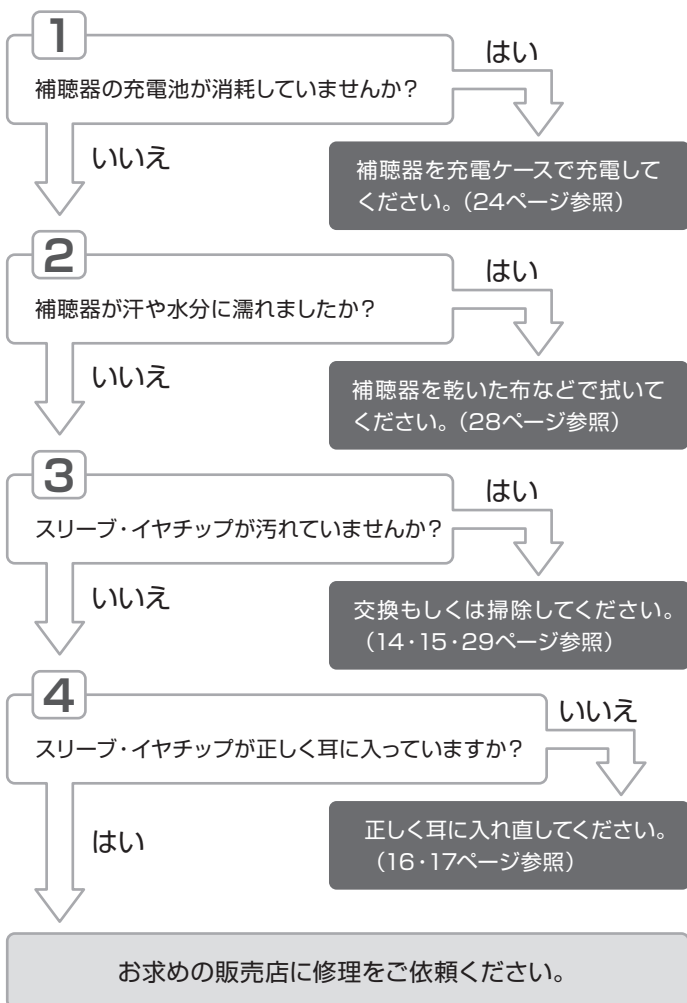 1
はい
補聴器の充電池が消耗していませんか？
いいえ
補聴器を充電ケースで充電して
ください。（24ページ参照）
2
はい
補聴器が汗や水分に濡れましたか？
いいえ
補聴器を乾いた布などで拭いて
ください。（28ページ参照）
3
はい
スリーブ・イヤチップが汚れていませんか？
いいえ
交換もしくは掃除してください。
（14・15・29ページ参照）
4
いいえ
スリーブ・イヤチップが正しく耳に入っていますか？
はい
正しく耳に入れ直してください。
（16・17ページ参照）
お求めの販売店に修理をご依頼ください。